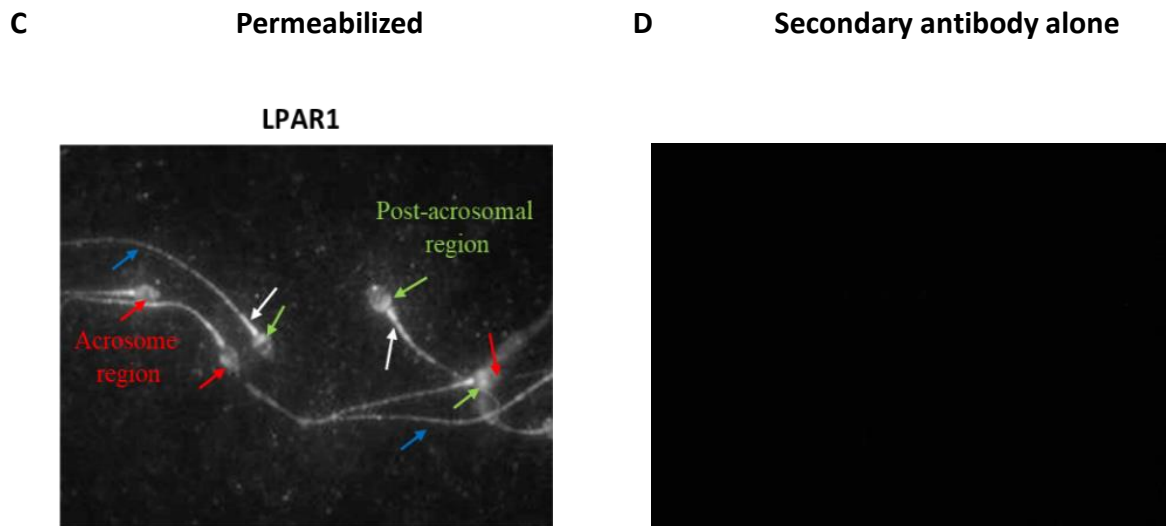 C Permeabilized D Secondary antibody alone
LPAR1
Post-acrosomal
region
Acrosome
region